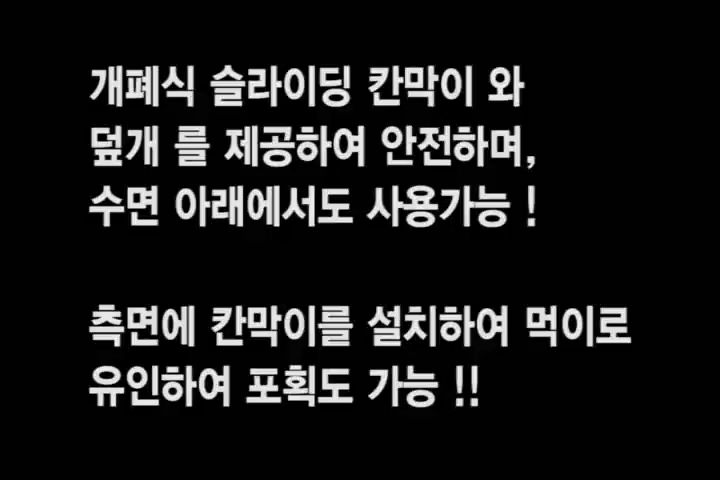 개폐식 슬라이딩 칸막이 와
덮개 를 제공하여 안전하며,
수면 아래에서도 사용가능 !
측면에 칸막이를 설치하여 먹이로
유인하여 포획도 가능 !!